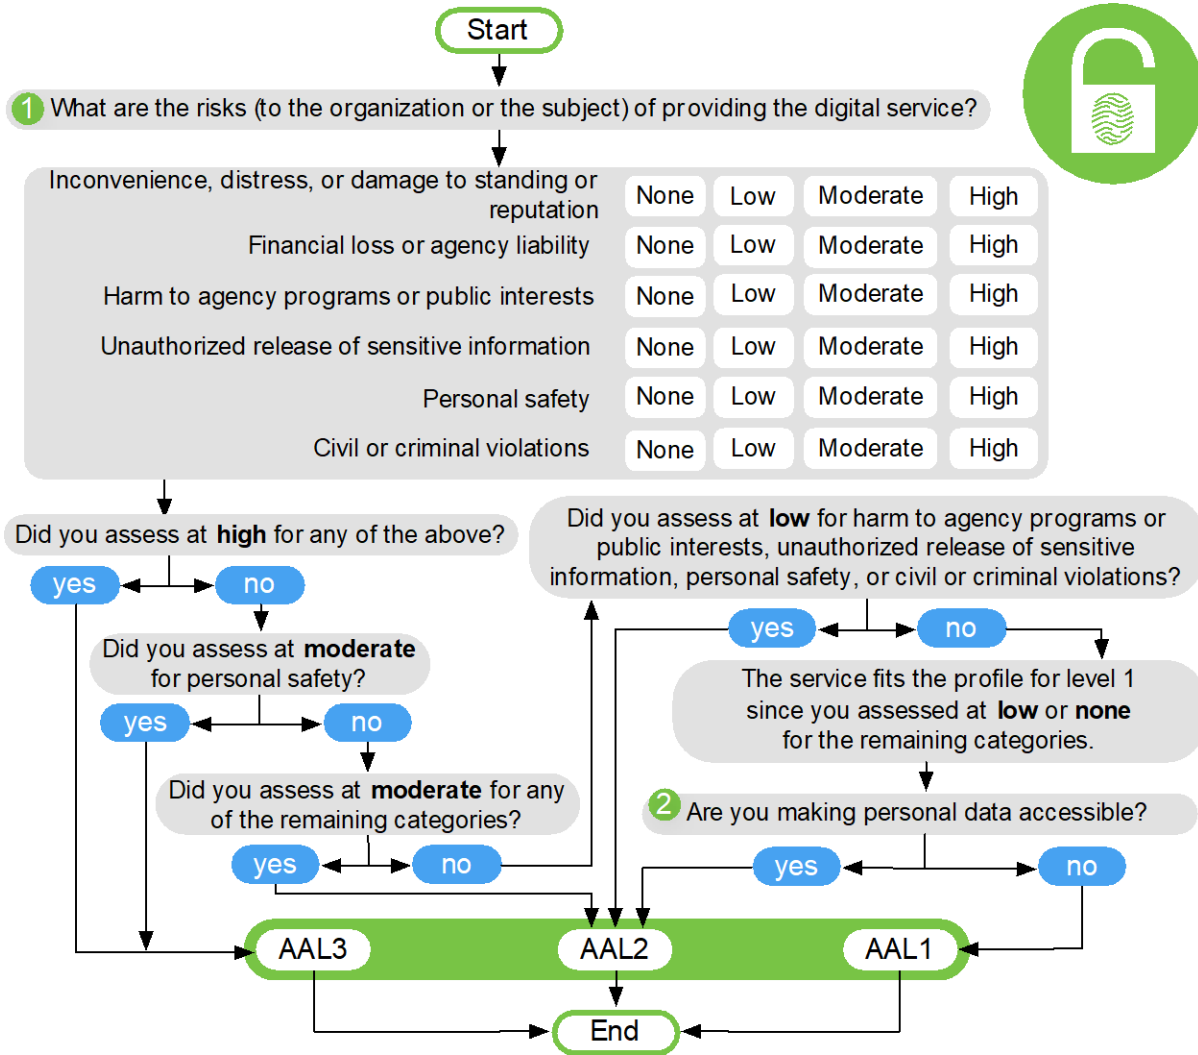 Start
1 What are the risks (to the organization or the subject) of providing the digital service?
Inconvenience, distress, or damage to standing or
reputation
None Low Moderate High
Financial loss or agency liability
None Low Moderate High
Harm to agency programs or public interests
None Low Moderate High
Unauthorized release of sensitive information
None Low Moderate High
Personal safety
None Low Moderate High
Civil or criminal violations
None Low Moderate High
Did you assess at high for any of the above?
yes no
Did you assess at moderate
for personal safety?
yes no
Did you assess at moderate for any
of the remaining categories?
yes no
Did you assess at low for harm to agency programs or
public interests, unauthorized release of sensitive
information, personal safety, or civil or criminal violations?
yes no
The service fits the profile for level 1
since you assessed at low or none
for the remaining categories.
2 Are you making personal data accessible?
yes no
AAL3 AAL2 AAL1
End